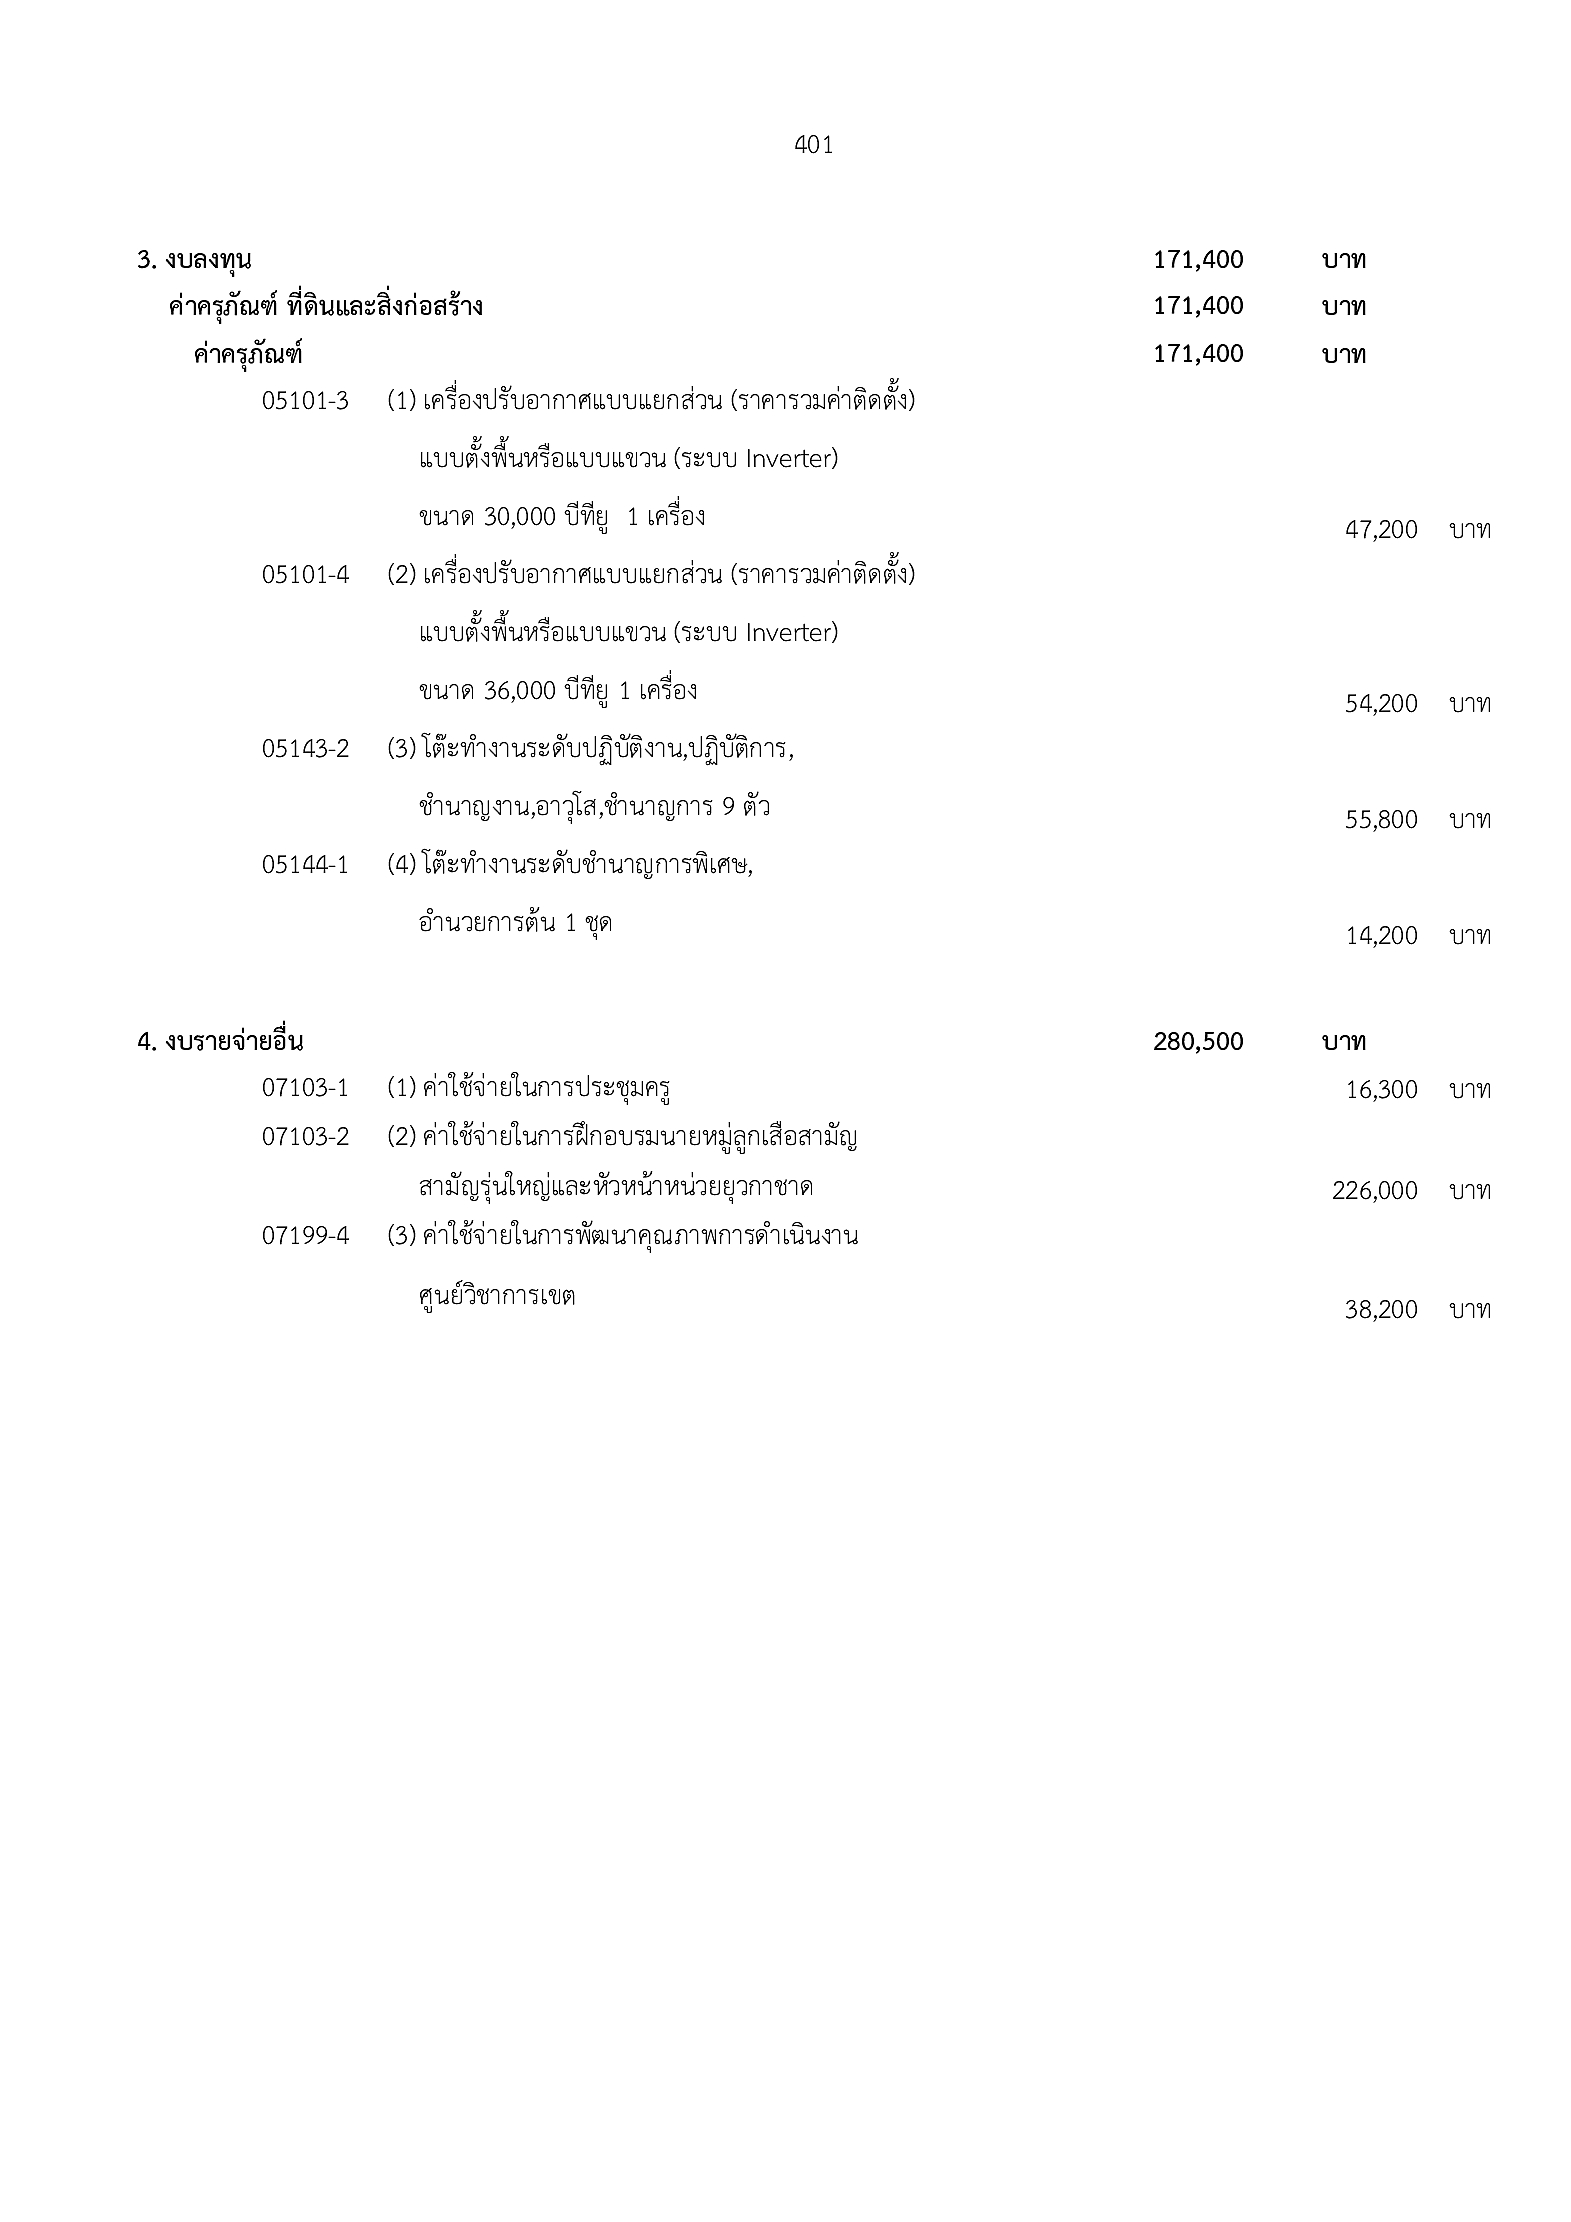 401
3. งบลงทุน 171,400 บาท
ค่าครุภัณฑ์ ที่ดินและสิ่งก่อสร้าง 171,400 บาท
ค่าครุภัณฑ์ 171,400 บาท
05101-3 (1) เครื่องปรับอากาศแบบแยกส่วน (ราคารวมค่าติดตั้ง)
แบบตั้งพื้นหรือแบบแขวน (ระบบ Inverter)
ขนาด 30,000 บีทียู 1 เครื่อง 47,200 บาท
05101-4 (2) เครื่องปรับอากาศแบบแยกส่วน (ราคารวมค่าติดตั้ง)
แบบตั้งพื้นหรือแบบแขวน (ระบบ Inverter)
ขนาด 36,000 บีทียู 1 เครื่อง 54,200 บาท
05143-2 (3) โต๊ะทำงานระดับปฏิบัติงาน,ปฏิบัติการ,
ชำนาญงาน,อาวุโส,ชำนาญการ 9 ตัว 55,800 บาท
05144-1 (4) โต๊ะทำงานระดับชำนาญการพิเศษ,
อำนวยการต้น 1 ชุด 14,200 บาท
4. งบรายจ่ายอื่น 280,500 บาท
07103-1 (1) ค่าใช้จ่ายในการประชุมครู 16,300 บาท
07103-2 (2) ค่าใช้จ่ายในการฝึกอบรมนายหมู่ลูกเสือสามัญ
สามัญรุ่นใหญ่และหัวหน้าหน่วยยุวกาชาด 226,000 บาท
07199-4 (3) ค่าใช้จ่ายในการพัฒนาคุณภาพการดำเนินงาน
ศูนย์วิชาการเขต 38,200 บาท